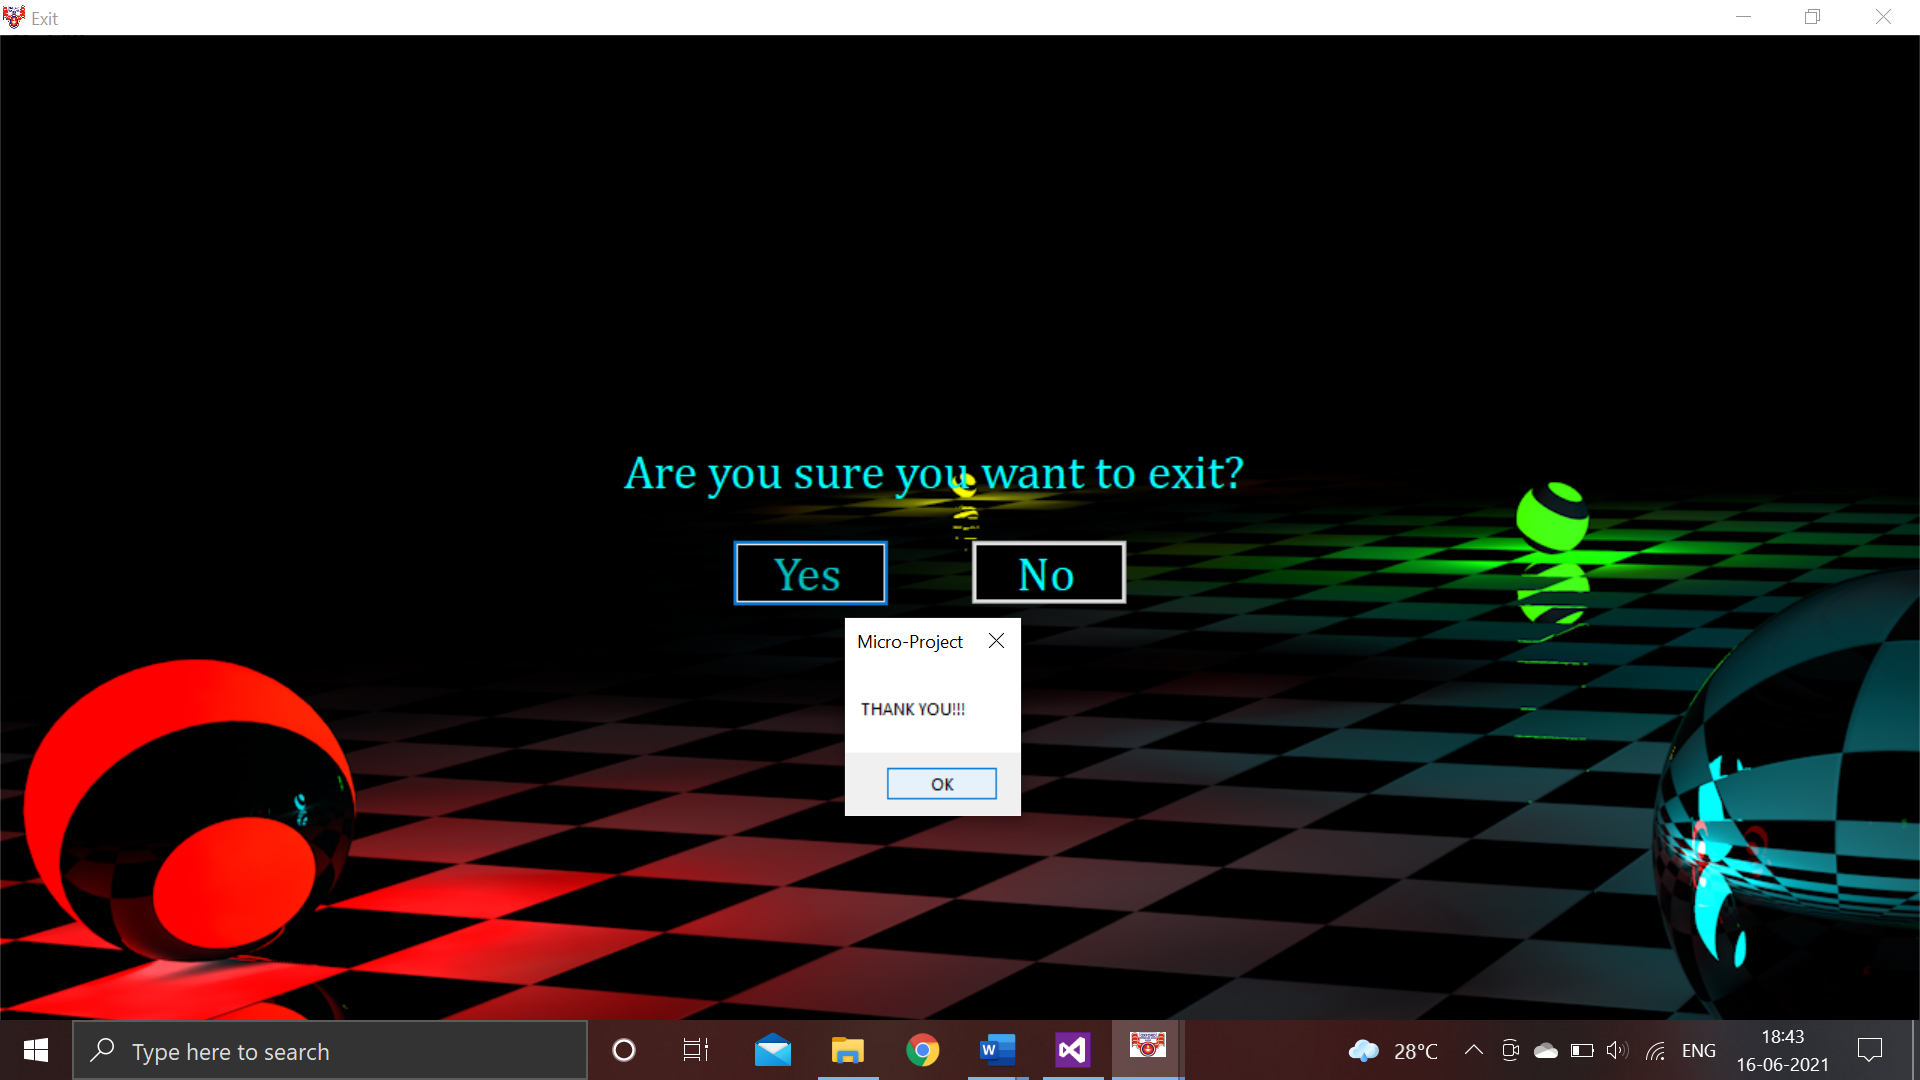 Exit
Are you sure you want to exit?
Yes No
Micro-Project
THANK YOU!!!
OK
Type here to search
28°C
ENG
18:43
16-06-2021